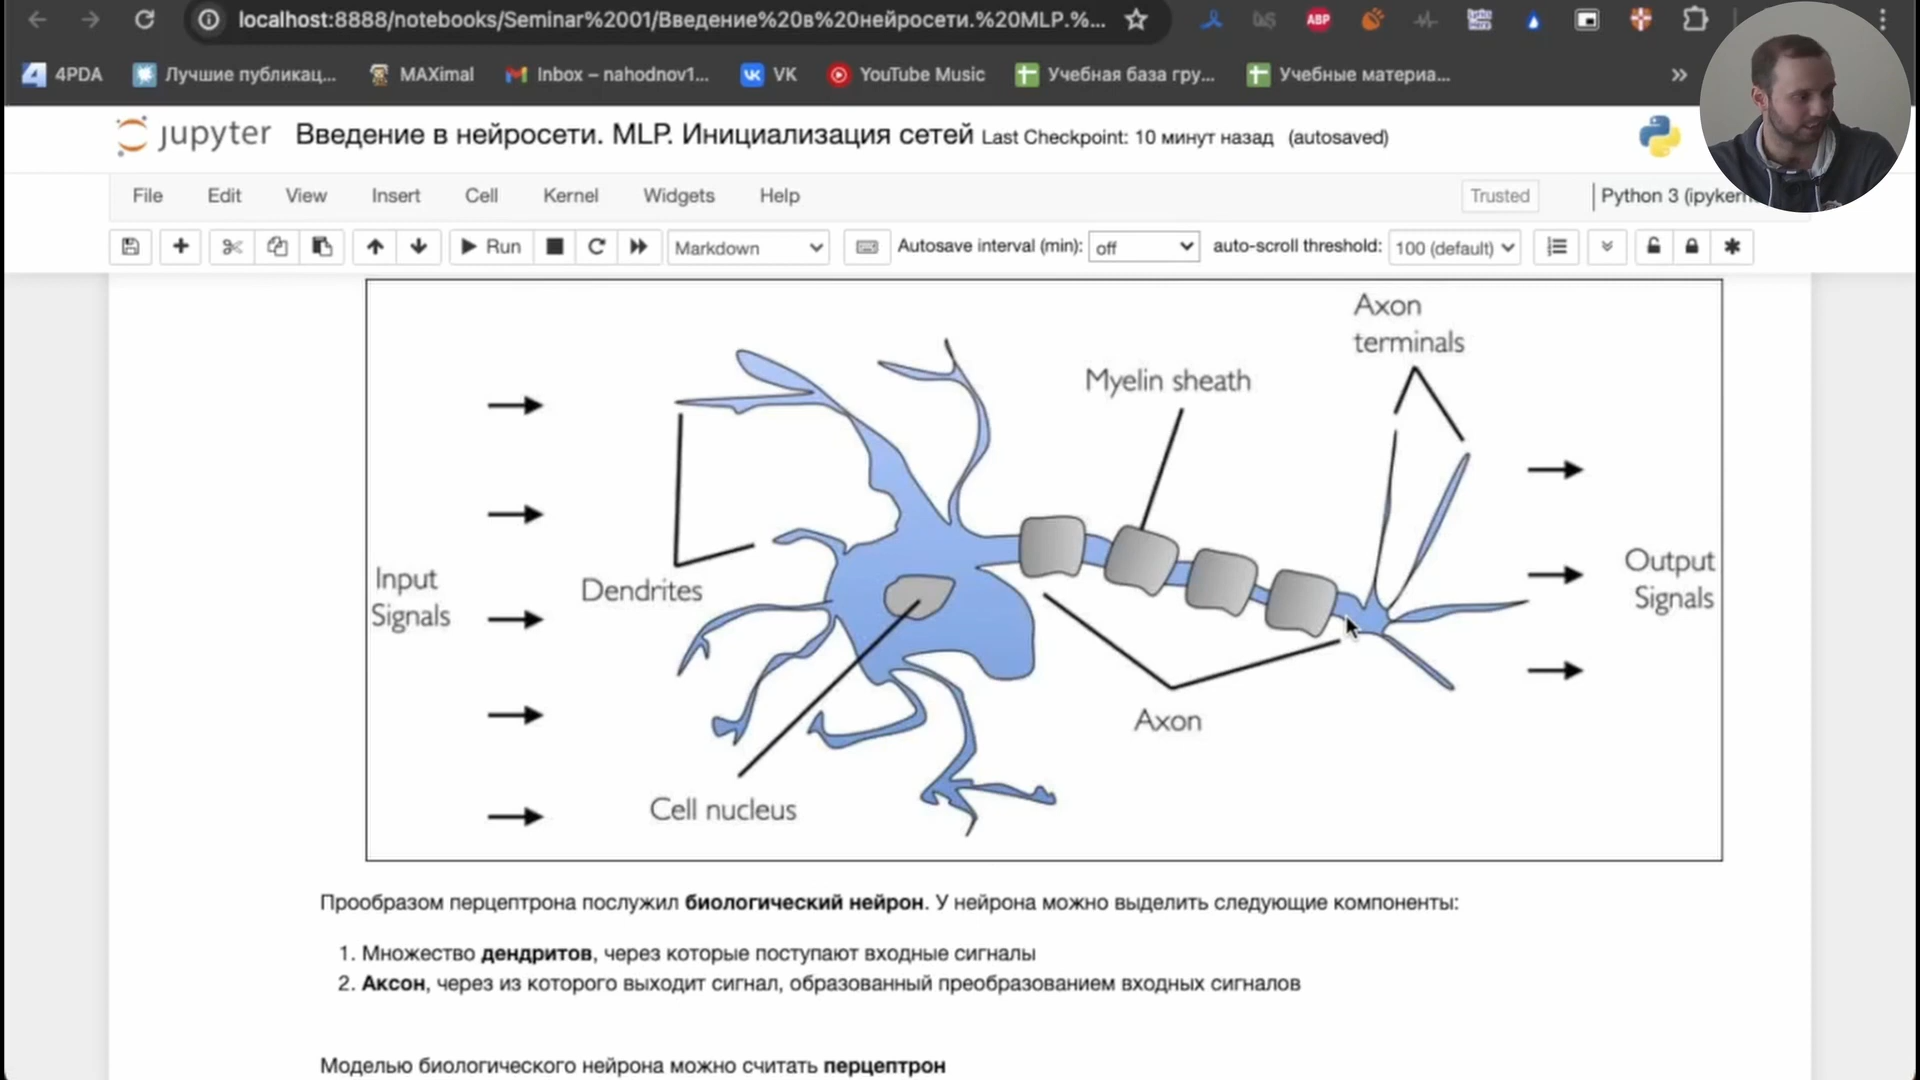 localhost:8888/notebooks/Seminar%2001/Введение%20в%20нейросети.%20MLP.%...
ABP
4PDA
Лучшие публикац...
MAXimal
Inbox – nahodnov1...
VK
YouTube Music
Учебная база гру...
Учебные материа...
»
jupyter Введение в нейросети. MLP. Инициализация сетей Last Checkpoint: 10 минут назад (autosaved)
File Edit View Insert Cell Kernel Widgets Help
Trusted
Python 3 (ipykern
Run
Markdown
Autosave interval (min): off
auto-scroll threshold: 100 (default)
Axon
terminals
Myelin sheath
Input
Signals
Dendrites
Output
Signals
Axon
Cell nucleus
Прообразом перцептрона послужил биологический нейрон. У нейрона можно выделить следующие компоненты:
1. Множество дендритов, через которые поступают входные сигналы
2. Аксон, через из которого выходит сигнал, образованный преобразованием входных сигналов
Моделью биологического нейрона можно считать перцептрон